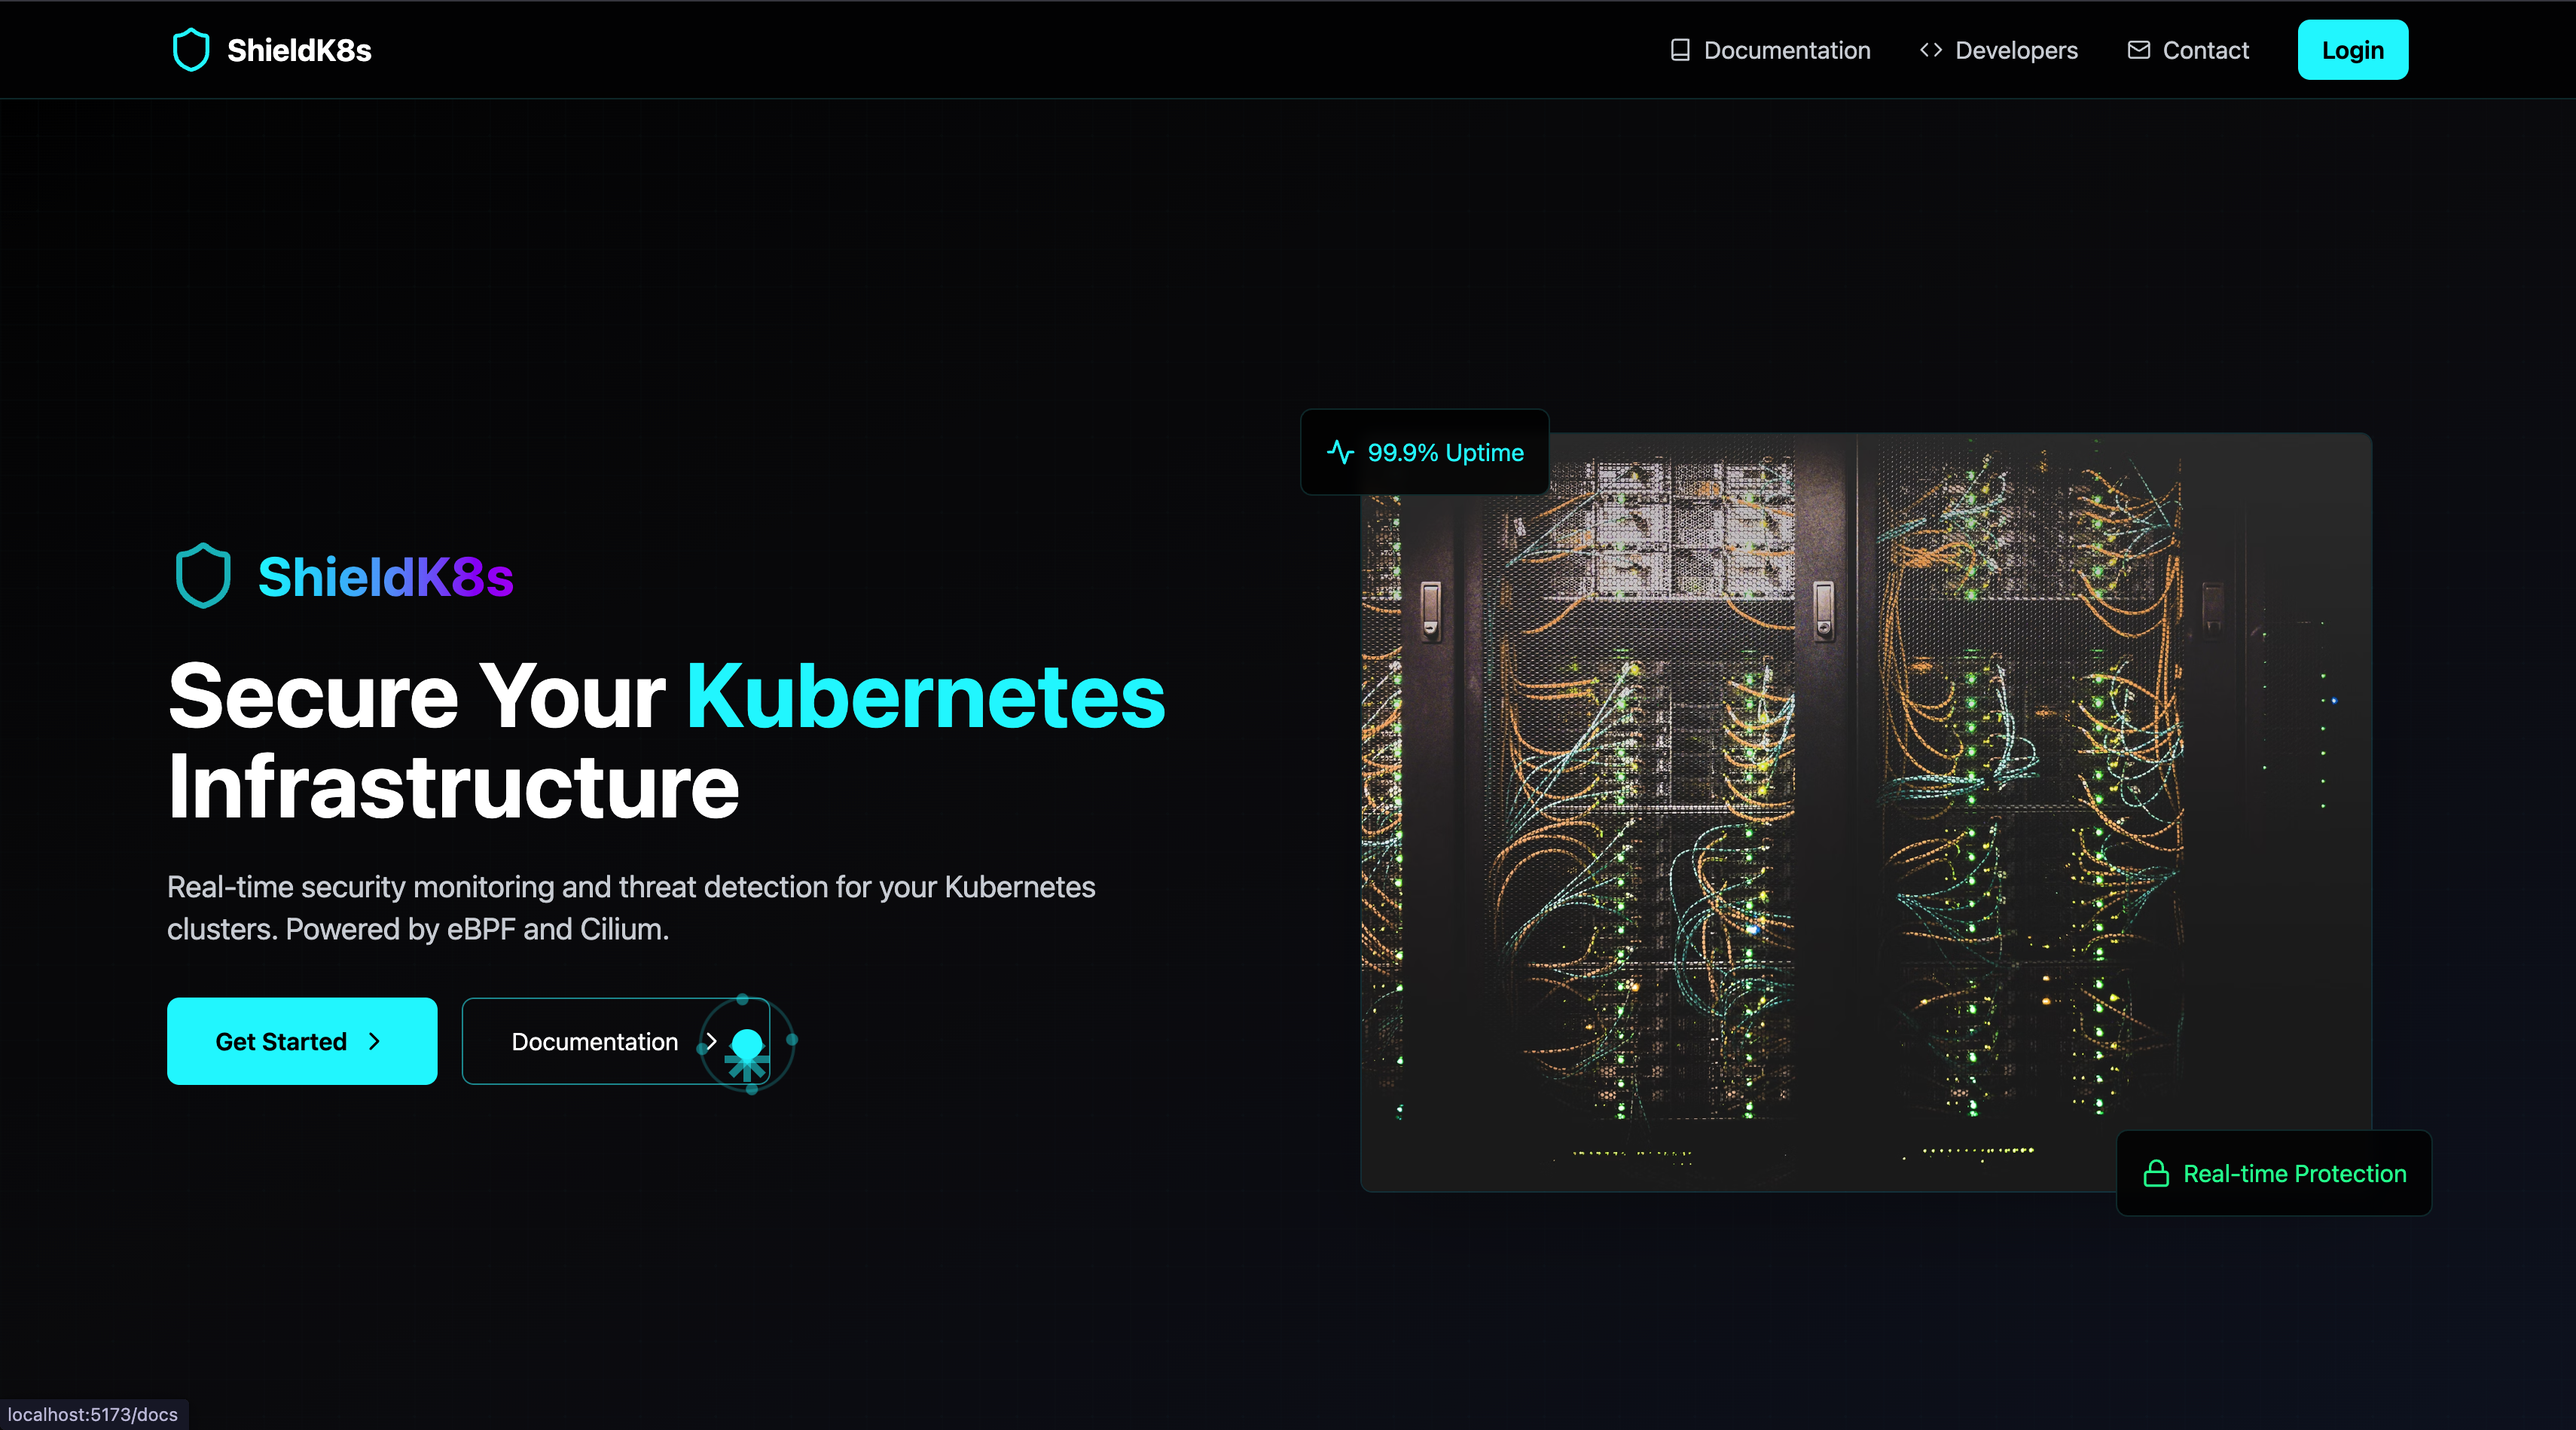 ShieldK8s
Documentation
Developers
Contact
Login
99.9% Uptime
ShieldK8s
Secure Your Kubernetes
Infrastructure
Real-time security monitoring and threat detection for your Kubernetes
clusters. Powered by eBPF and Cilium.
Get Started
Documentation
Real-time Protection
localhost:5173/docs